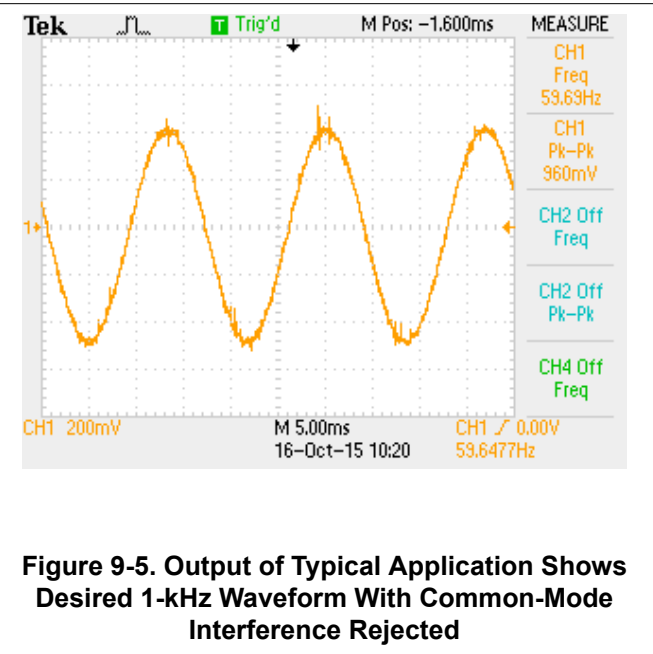 Tek T Trig'd M Pos: -1.600ms MEASURE
CH1
Freq
59.69Hz
CH1
Pk-Pk
960mV
CH2 Off
Freq
CH2 Off
Pk-Pk
CH4 Off
Freq
1
CH1 200mV M 5.00ms CH1 0.00V
16-Oct-15 10:20 59.6477Hz
Figure 9-5. Output of Typical Application Shows
Desired 1-kHz Waveform With Common-Mode
Interference Rejected